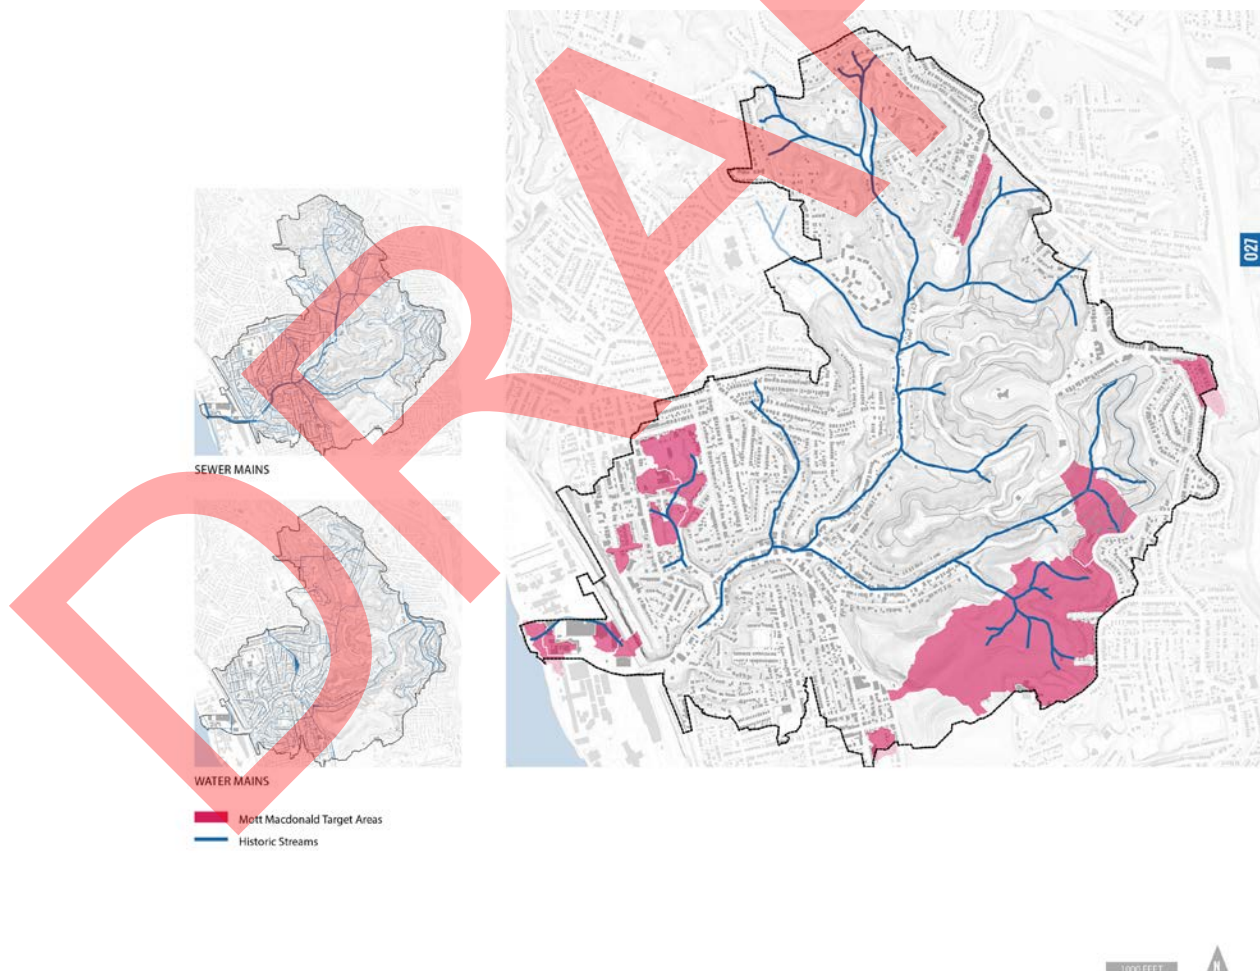 DRAFT
027
SEWER MAINS
WATER MAINS
Mott Macdonald Target Areas
Historic Streams
1000 FEET
N